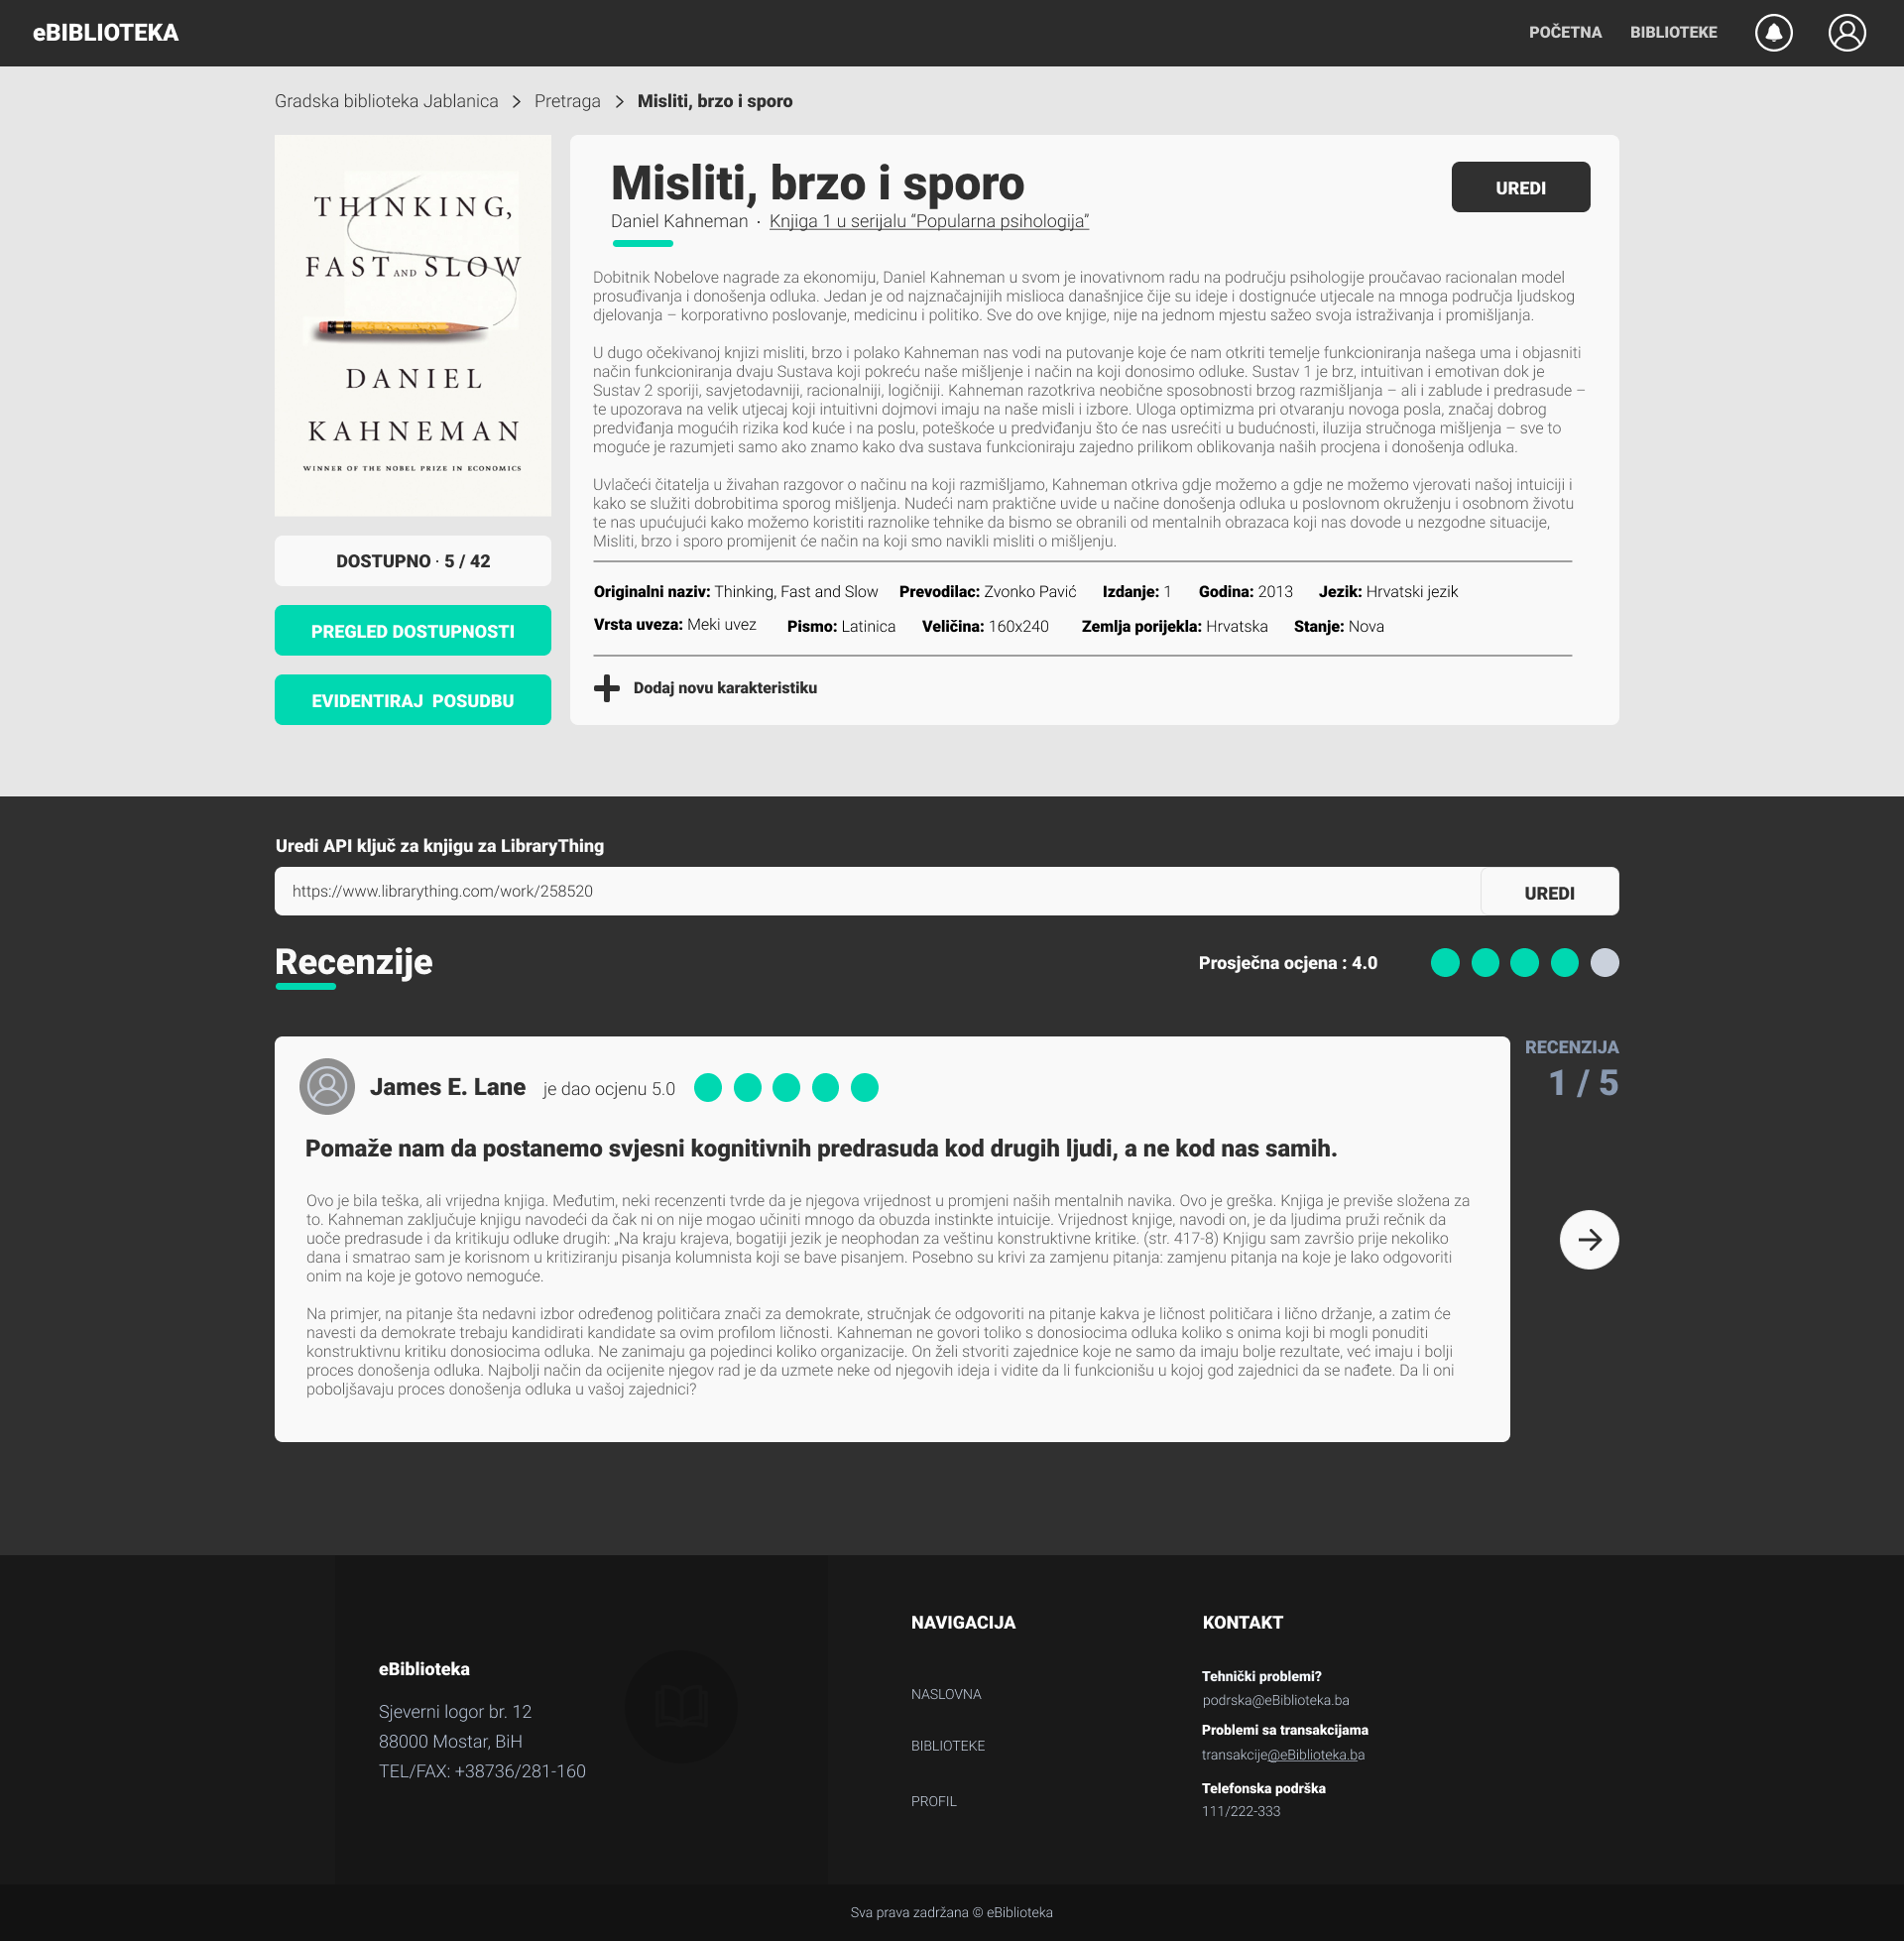 eBIBLIOTEKA
POČETNA
BIBLIOTEKE
Gradska biblioteka Jablanica > Pretraga > Misliti, brzo i sporo
THINKING,
FAST AND SLOW
DANIEL
KAHNEMAN
WINNER OF THE NOBEL PRIZE IN ECONOMICS
DOSTUPNO · 5 / 42
PREGLED DOSTUPNOSTI
EVIDENTIRAJ POSUDBU
Misliti, brzo i sporo
UREDI
Daniel Kahneman · Knjiga 1 u serijalu “Popularna psihologija”
Dobitnik Nobelove nagrade za ekonomiju, Daniel Kahneman u svom je inovativnom radu na području psihologije proučavao racionalan model
prosuđivanja i donošenja odluka. Jedan je od najznačajnijih mislioca današnjice čije su ideje i dostignuće utjecale na mnoga područja ljudskog
djelovanja – korporativno poslovanje, medicinu i politiko. Sve do ove knjige, nije na jednom mjestu sažeo svoja istraživanja i promišljanja.
U dugo očekivanoj knjizi misliti, brzo i polako Kahneman nas vodi na putovanje koje će nam otkriti temelje funkcioniranja našega uma i objasniti
način funkcioniranja dvaju Sustava koji pokreću naše mišljenje i način na koji donosimo odluke. Sustav 1 je brz, intuitivan i emotivan dok je
Sustav 2 sporiji, savjetodavniji, racionalniji, logičniji. Kahneman razotkriva neobične sposobnosti brzog razmišljanja – ali i zablude i predrasude –
te upozorava na velik utjecaj koji intuitivni dojmovi imaju na naše misli i izbore. Uloga optimizma pri otvaranju novoga posla, značaj dobrog
predviđanja mogućih rizika kod kuće i na poslu, poteškoće u predviđanju što će nas usrećiti u budućnosti, iluzija stručnoga mišljenja – sve to
moguće je razumjeti samo ako znamo kako dva sustava funkcioniraju zajedno prilikom oblikovanja naših procjena i donošenja odluka.
Uvlačeći čitatelja u živahan razgovor o načinu na koji razmišljamo, Kahneman otkriva gdje možemo a gdje ne možemo vjerovati našoj intuiciji i
kako se služiti dobrobitima sporog mišljenja. Nudeći nam praktične uvide u načine donošenja odluka u poslovnom okruženju i osobnom životu
te nas upućujući kako možemo koristiti raznolike tehnike da bismo se obranili od mentalnih obrazaca koji nas dovode u nezgodne situacije,
Misliti, brzo i sporo promijenit će način na koji smo navikli misliti o mišljenju.
Originalni naziv: Thinking, Fast and Slow Prevodilac: Zvonko Pavić Izdanje: 1 Godina: 2013 Jezik: Hrvatski jezik
Vrsta uveza: Meki uvez Pismo: Latinica Veličina: 160x240 Zemlja porijekla: Hrvatska Stanje: Nova
Dodaj novu karakteristiku
Uredi API ključ za knjigu za LibraryThing
https://www.librarything.com/work/258520
UREDI
Recenzije
Prosječna ocjena : 4.0
James E. Lane je dao ocjenu 5.0
RECENZIJA
1 / 5
Pomaže nam da postanemo svjesni kognitivnih predrasuda kod drugih ljudi, a ne kod nas samih.
Ovo je bila teška, ali vrijedna knjiga. Međutim, neki recenzenti tvrde da je njegova vrijednost u promjeni naših mentalnih navika. Ovo je greška. Knjiga je previše složena za
to. Kahneman zaključuje knjigu navodeći da čak ni on nije mogao učiniti mnogo da obuzda instinkte intuicije. Vrijednost knjige, navodi on, je da ljudima pruži rečnik da
uoče predrasude i da kritikuju odluke drugih: „Na kraju krajeva, bogatiji jezik je neophodan za veštinu konstruktivne kritike. (str. 417-8) Knjigu sam završio prije nekoliko
dana i smatrao sam je korisnom u kritiziranju pisanja kolumnista koji se bave pisanjem. Posebno su krivi za zamjenu pitanja: zamjenu pitanja na koje je lako odgovoriti
onim na koje je gotovo nemoguće.
Na primjer, na pitanje šta nedavni izbor određenog političara znači za demokrate, stručnjak će odgovoriti na pitanje kakva je ličnost političara i lično držanje, a zatim će
navesti da demokrate trebaju kandidirati kandidate sa ovim profilom ličnosti. Kahneman ne govori toliko s donosiocima odluka koliko s onima koji bi mogli ponuditi
konstruktivnu kritiku donosiocima odluka. Ne zanimaju ga pojedinci koliko organizacije. On želi stvoriti zajednice koje ne samo da imaju bolje rezultate, već imaju i bolji
proces donošenja odluka. Najbolji način da ocijenite njegov rad je da uzmete neke od njegovih ideja i vidite da li funkcionišu u kojoj god zajednici da se nađete. Da li oni
poboljšavaju proces donošenja odluka u vašoj zajednici?
eBiblioteka
Sjeverni logor br. 12
88000 Mostar, BiH
TEL/FAX: +38736/281-160
NAVIGACIJA
NASLOVNA
BIBLIOTEKE
PROFIL
KONTAKT
Tehnički problemi?
podrska@eBiblioteka.ba
Problemi sa transakcijama
transakcije@eBiblioteka.ba
Telefonska podrška
111/222-333
Sva prava zadržana © eBiblioteka